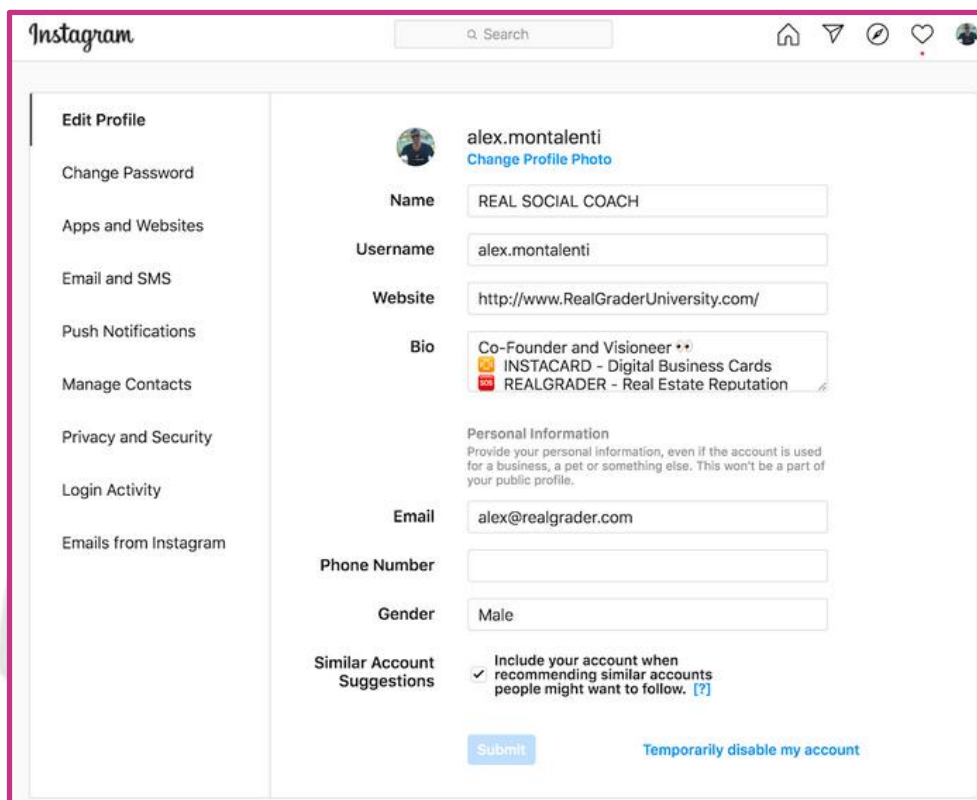 Instagram
Search
Edit Profile
Change Password
Apps and Websites
Email and SMS
Push Notifications
Manage Contacts
Privacy and Security
Login Activity
Emails from Instagram
alex.montalenti
Change Profile Photo
Name
REAL SOCIAL COACH
Username
alex.montalenti
Website
http://www.RealGraderUniversity.com/
Bio
Co-Founder and Visioneer 👀
INSTACARD - Digital Business Cards
🆘 REALGRADER - Real Estate Reputation
Personal Information
Provide your personal information, even if the account is used
for a business, a pet or something else. This won't be a part of
your public profile.
Email
alex@realgrader.com
Phone Number
Gender
Male
Similar Account
Suggestions
Include your account when
recommending similar accounts
people might want to follow. [?]
Submit
Temporarily disable my account